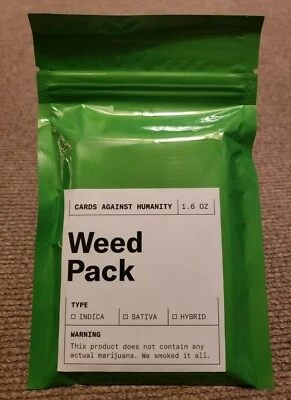 CARDS AGAINST HUMANITY 1.6 OZ
Weed
Pack
TYPE
☐ INDICA ☐ SATIVA ☐ HYBRID
WARNING
This product does not contain any
actual marijuana. We smoked it all.